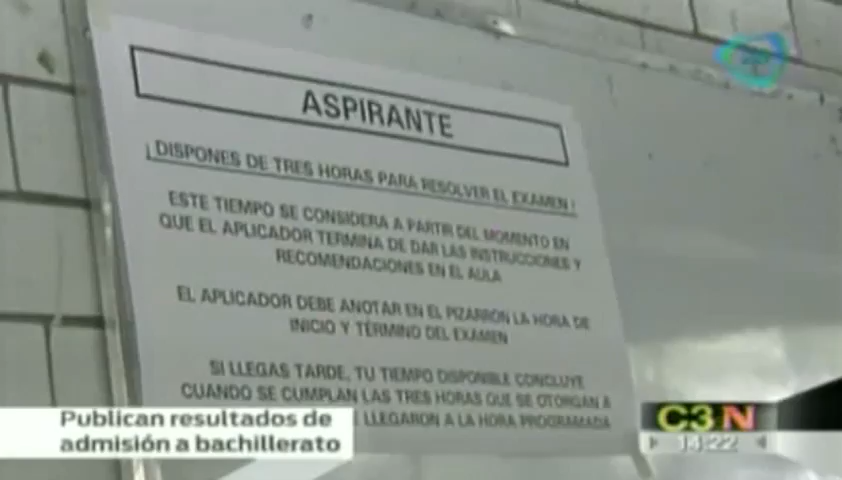 ASPIRANTE
¡DISPONES DE TRES HORAS PARA RESOLVER EL EXAMEN!
ESTE TIEMPO SE CONSIDERA A PARTIR DEL MOMENTO EN
QUE EL APLICADOR TERMINA DE DAR LAS INSTRUCCIONES Y
RECOMENDACIONES EN EL AULA
EL APLICADOR DEBE ANOTAR EN EL PIZARRÓN LA HORA DE
INICIO Y TÉRMINO DEL EXAMEN
SI LLEGAS TARDE, TU TIEMPO DISPONIBLE CONCLUYE
CUANDO SE CUMPLAN LAS TRES HORAS QUE SE OTORGAN A
E LLEGARON A LA HORA PROGRAMADA
Publican resultados de
admisión a bachillerato
C3N
14:22